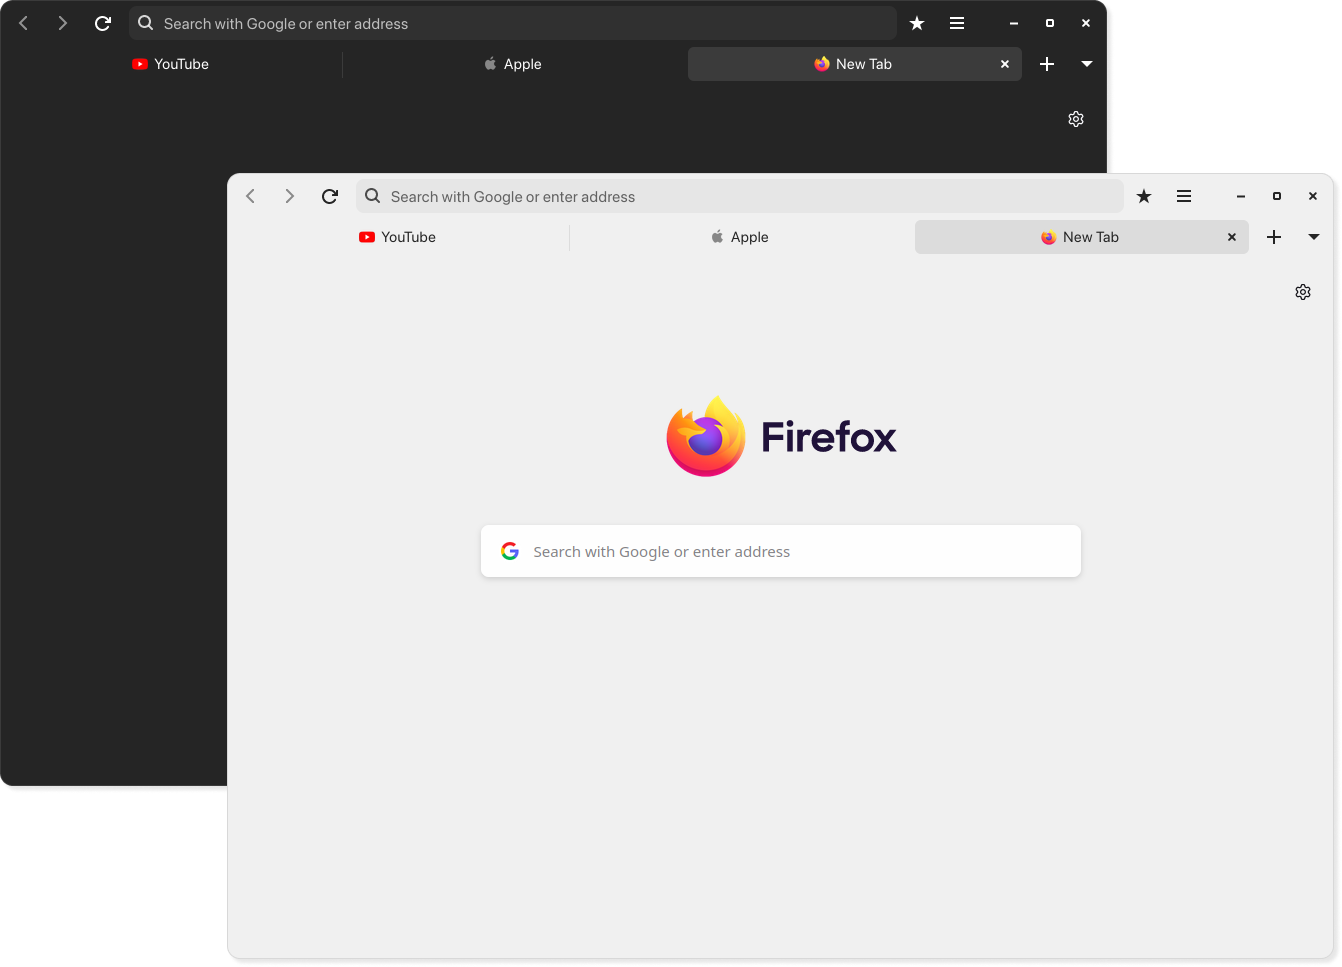 Search with Google or enter address
YouTube
Apple
New Tab
Search with Google or enter address
YouTube
Apple
New Tab
Firefox
Search with Google or enter address